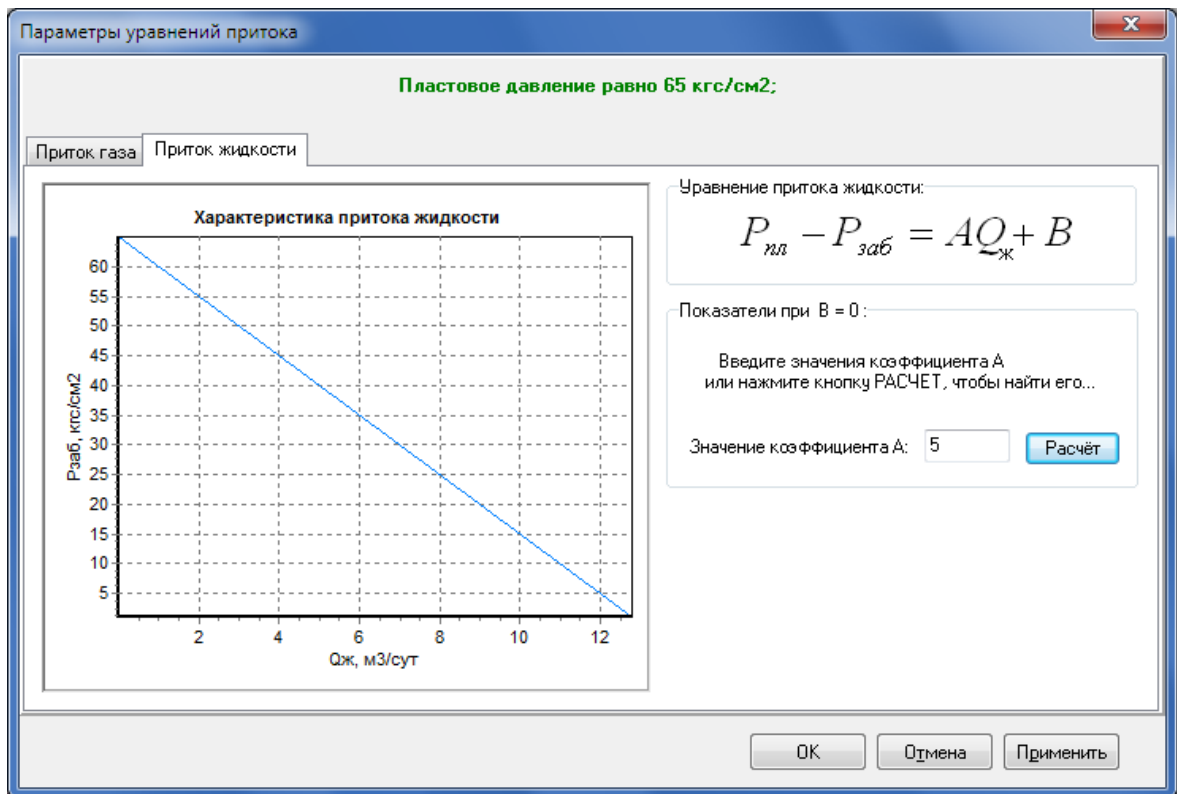 Параметры уравнений притока
Пластовое давление равно 65 кгс/см2;
Приток газа
Приток жидкости
Характеристика притока жидкости
Рзаб, кгс/см2
60
55
50
45
40
35
30
25
20
15
10
5
2 4 6 8 10 12
Qж, м3/сут
Уравнение притока жидкости:
Pпл − Pзаб = AQж + B
Показатели при B = 0 :
Введите значения коэффициента А
или нажмите кнопку РАСЧЕТ, чтобы найти его...
Значение коэффициента А: 5 Расчёт
OK Отмена Применить